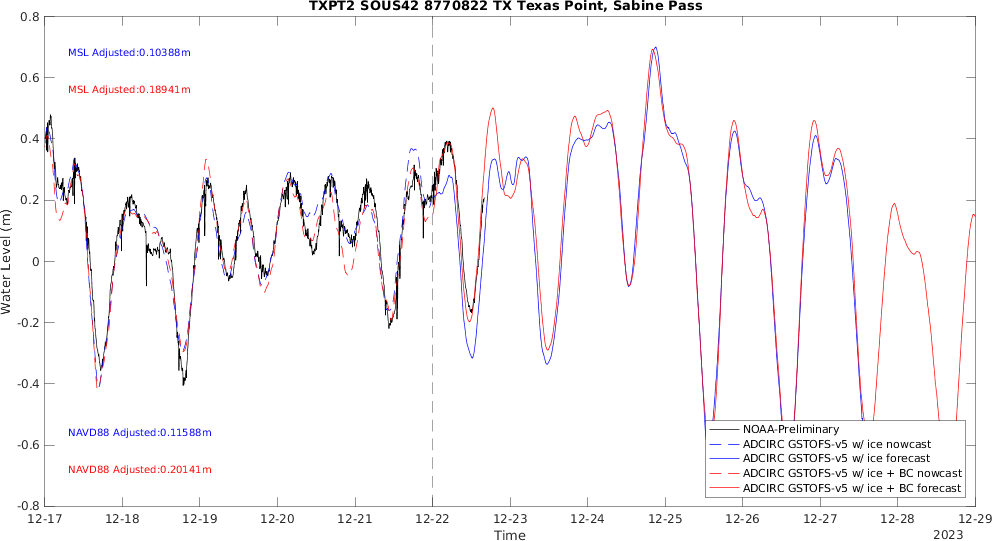 TXPT2 SOUS42 8770822 TX Texas Point, Sabine Pass
0.8
0.6
0.4
0.2
0
-0.2
-0.4
-0.6
-0.8
Water Level (m)
MSL Adjusted:0.10388m
MSL Adjusted:0.18941m
NAVD88 Adjusted:0.11588m
NAVD88 Adjusted:0.20141m
NOAA-Preliminary
ADCIRC GSTOFS-v5 w/ ice nowcast
ADCIRC GSTOFS-v5 w/ ice forecast
ADCIRC GSTOFS-v5 w/ ice + BC nowcast
ADCIRC GSTOFS-v5 w/ ice + BC forecast
12-17 12-18 12-19 12-20 12-21 12-22 12-23 12-24 12-25 12-26 12-27 12-28 12-29
Time
2023